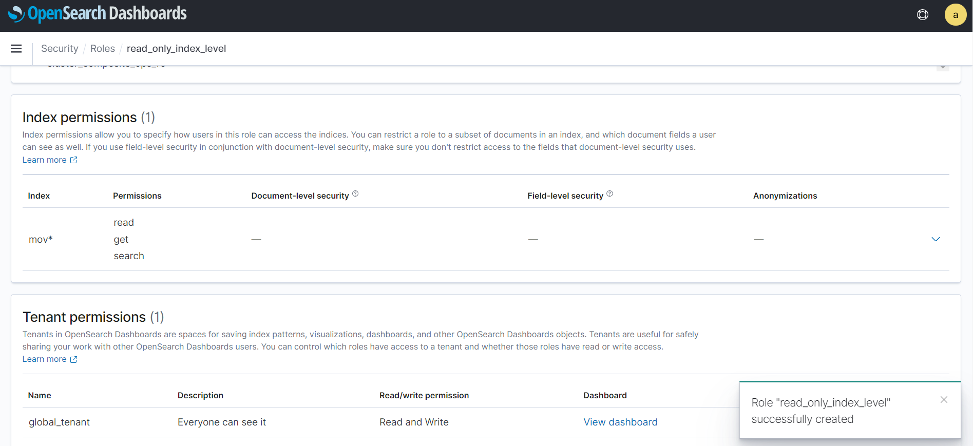 OpenSearch Dashboards
a
Security / Roles / read_only_index_level
Index permissions (1)
Index permissions allow you to specify how users in this role can access the indices. You can restrict a role to a subset of documents in an index, and which document fields a user
can see as well. If you use field-level security in conjunction with document-level security, make sure you don't restrict access to the fields that document-level security uses.
Learn more
Index Permissions Document-level security Field-level security Anonymizations
read
mov* get — — —
search
Tenant permissions (1)
Tenants in OpenSearch Dashboards are spaces for saving index patterns, visualizations, dashboards, and other OpenSearch Dashboards objects. Tenants are useful for safely
sharing your work with other OpenSearch Dashboards users. You can control which roles have access to a tenant and whether those roles have read or write access.
Learn more
Name Description Read/write permission Dashboard
global_tenant Everyone can see it Read and Write View dashboard
Role "read_only_index_level"
successfully created